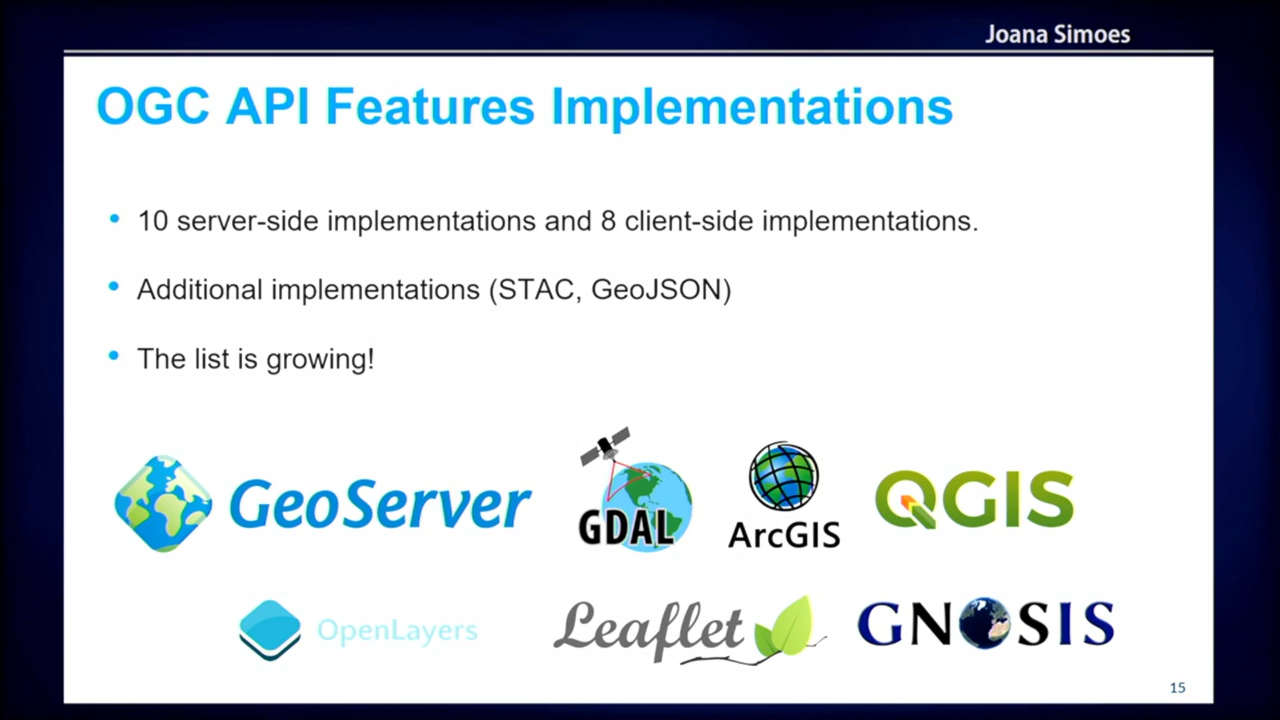 Joana Simoes
OGC API Features Implementations
• 10 server-side implementations and 8 client-side implementations.
• Additional implementations (STAC, GeoJSON)
• The list is growing!
GeoServer
GDAL
ArcGIS
QGIS
OpenLayers
Leaflet
GNOSIS
15